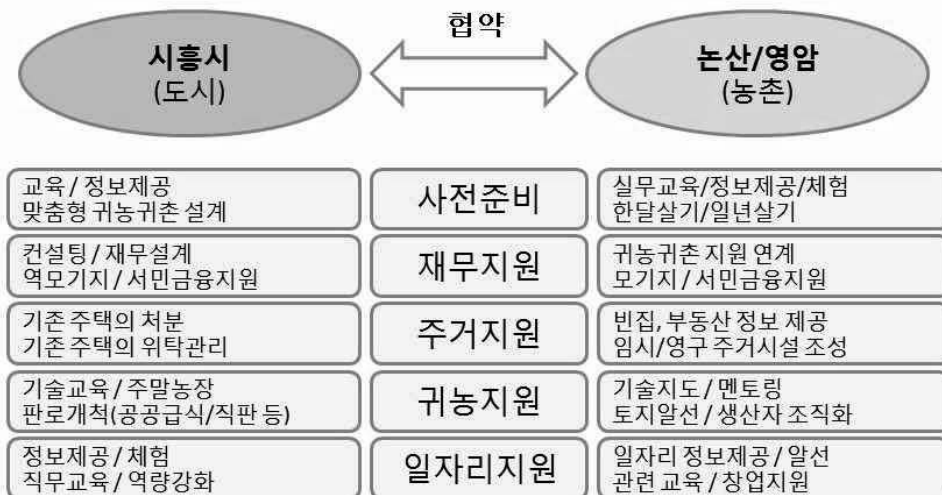 협약
시흥시
(도시)
논산/영암
(농촌)
교육 / 정보제공
맞춤형 귀농귀촌 설계
사전준비
실무교육/정보제공/체험
한달살기/일년살기
컨설팅 / 재무설계
역모기지 / 서민금융지원
재무지원
귀농귀촌 지원 연계
모기지 / 서민금융지원
기존 주택의 처분
기존 주택의 위탁관리
주거지원
빈집, 부동산 정보 제공
임시/영구 주거시설 조성
기술교육 / 주말농장
판로개척(공공급식/직판 등)
귀농지원
기술지도 / 멘토링
토지알선 / 생산자 조직화
정보제공 / 체험
직무교육 / 역량강화
일자리지원
일자리 정보제공 / 알선
관련 교육 / 창업지원